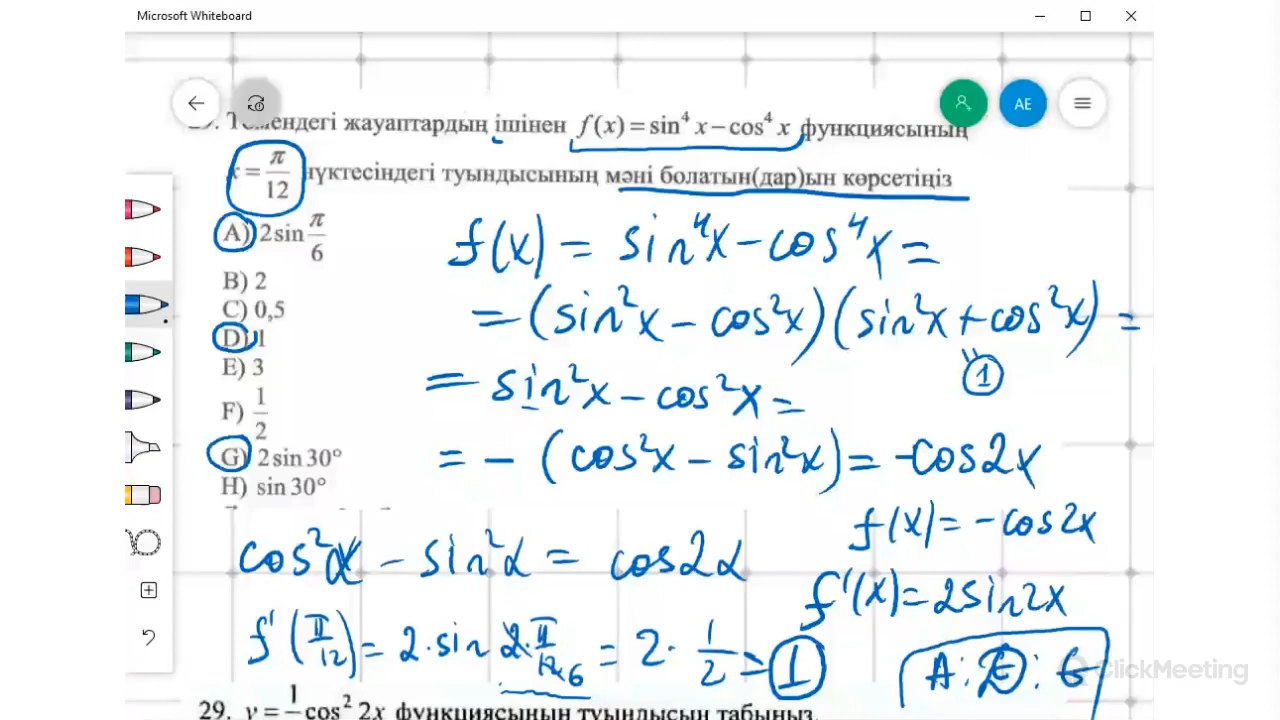 Microsoft Whiteboard
AE
Төмендегі жауаптардың ішінен f(x) = sin⁴ x − cos⁴ x функциясының
x = π/12 нүктесіндегі туындысының мәні болатын(дар)ын көрсетіңіз
A) 2 sin π/6
B) 2
C) 0,5
D) 1
E) 3
F) 1/2
G) 2 sin 30°
H) sin 30°
f(x) = sin⁴x − cos⁴x =
= (sin²x − cos²x)(sin²x + cos²x) =
1
= sin²x − cos²x =
= − (cos²x − sin²x) = −cos2x
f(x) = −cos2x
cos²α − sin²α = cos2α
f'(x) = 2sin2x
f'(π/12) = 2·sin 2·π/12 6 = 2· 1/2 = 1
A; D; G
ClickMeeting
29. y = 1/ cos² 2x функциясының туындысын табыңыз.